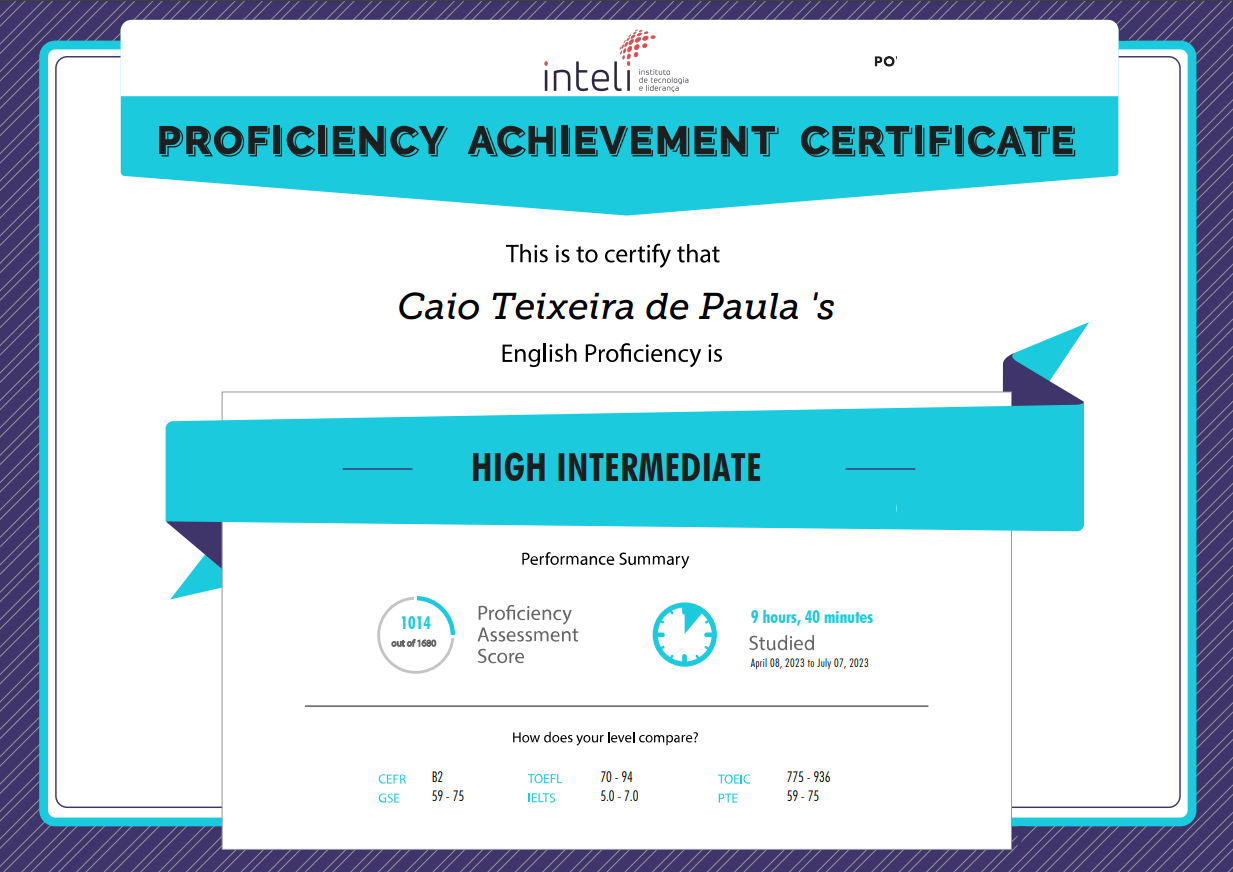 inteli instituto
de tecnologia
e liderança
PROFICIENCY ACHIEVEMENT CERTIFICATE
This is to certify that
Caio Teixeira de Paula 's
English Proficiency is
HIGH INTERMEDIATE
Performance Summary
1014
out of 1680
Proficiency
Assessment
Score
9 hours, 40 minutes
Studied
April 08, 2023 to July 07, 2023
How does your level compare?
CEFR B2 TOEFL 70 - 94 TOEIC 775 - 936
GSE 59 - 75 IELTS 5.0 - 7.0 PTE 59 - 75